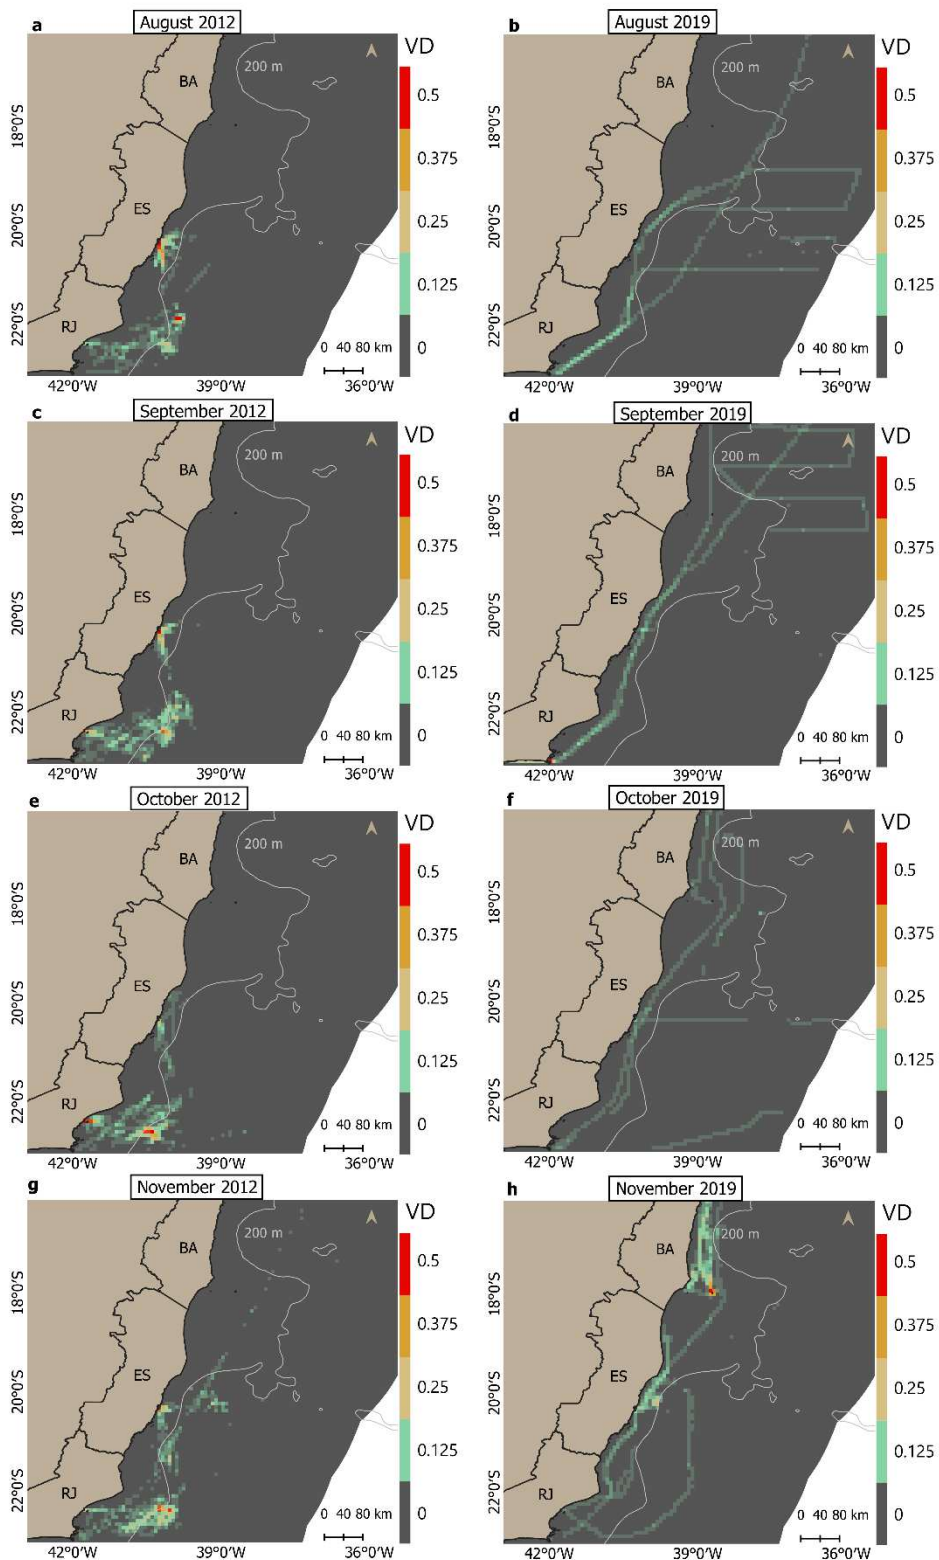 a August 2012
VD
200 m
BA
ES
RJ
0.5
0.375
0.25
0.125
0
18°0'S
20°0'S
22°0'S
0 40 80 km
42°0'W 39°0'W 36°0'W
b August 2019
VD
200 m
BA
ES
RJ
0.5
0.375
0.25
0.125
0
18°0'S
20°0'S
22°0'S
0 40 80 km
42°0'W 39°0'W 36°0'W
c September 2012
VD
200 m
BA
ES
RJ
0.5
0.375
0.25
0.125
0
18°0'S
20°0'S
22°0'S
0 40 80 km
42°0'W 39°0'W 36°0'W
d September 2019
VD
200 m
BA
ES
RJ
0.5
0.375
0.25
0.125
0
18°0'S
20°0'S
22°0'S
0 40 80 km
42°0'W 39°0'W 36°0'W
e October 2012
VD
200 m
BA
ES
RJ
0.5
0.375
0.25
0.125
0
18°0'S
20°0'S
22°0'S
0 40 80 km
42°0'W 39°0'W 36°0'W
f October 2019
VD
200 m
BA
ES
RJ
0.5
0.375
0.25
0.125
0
18°0'S
20°0'S
22°0'S
0 40 80 km
42°0'W 39°0'W 36°0'W
g November 2012
VD
200 m
BA
ES
RJ
0.5
0.375
0.25
0.125
0
18°0'S
20°0'S
22°0'S
0 40 80 km
42°0'W 39°0'W 36°0'W
h November 2019
VD
200 m
BA
ES
RJ
0.5
0.375
0.25
0.125
0
18°0'S
20°0'S
22°0'S
0 40 80 km
42°0'W 39°0'W 36°0'W